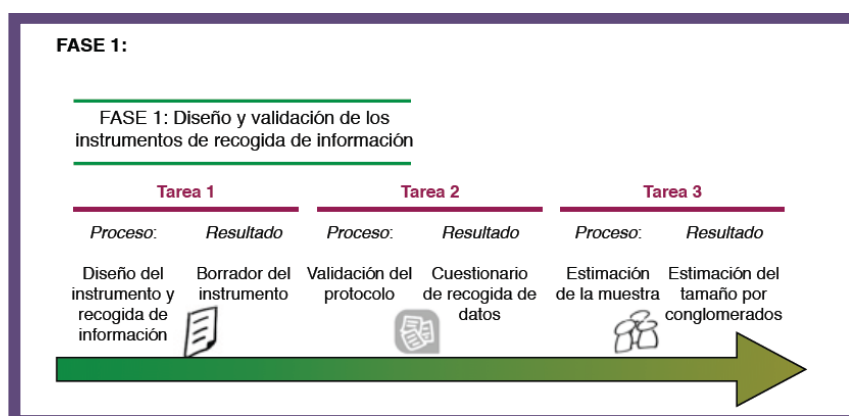 FASE 1:
FASE 1: Diseño y validación de los
instrumentos de recogida de información
Tarea 1
Proceso:
Resultado
Diseño del
instrumento y
recogida de
información
Borrador del
instrumento
Tarea 2
Proceso:
Resultado
Validación del
protocolo
Cuestionario
de recogida de
datos
Tarea 3
Proceso:
Resultado
Estimación
de la muestra
Estimación del
tamaño por
conglomerados